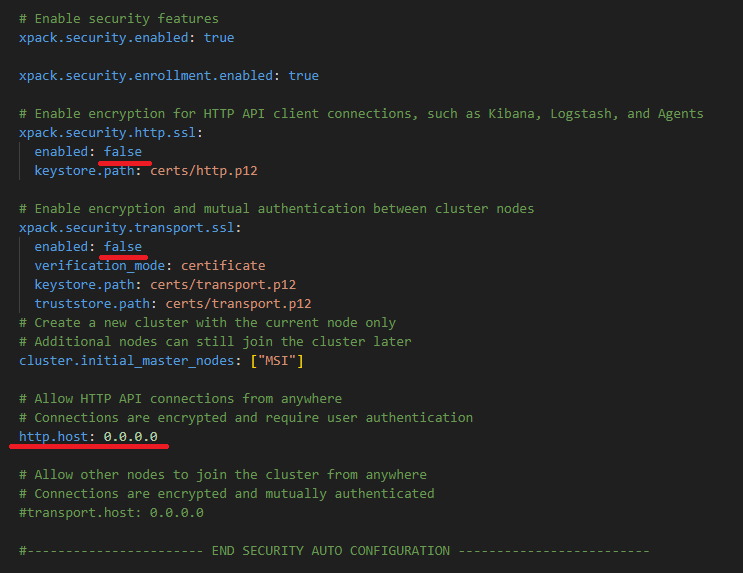 # Enable security features
xpack.security.enabled: true
xpack.security.enrollment.enabled: true
# Enable encryption for HTTP API client connections, such as Kibana, Logstash, and Agents
xpack.security.http.ssl:
  enabled: false
  keystore.path: certs/http.p12
# Enable encryption and mutual authentication between cluster nodes
xpack.security.transport.ssl:
  enabled: false
  verification_mode: certificate
  keystore.path: certs/transport.p12
  truststore.path: certs/transport.p12
# Create a new cluster with the current node only
# Additional nodes can still join the cluster later
cluster.initial_master_nodes: ["MSI"]
# Allow HTTP API connections from anywhere
# Connections are encrypted and require user authentication
http.host: 0.0.0.0
# Allow other nodes to join the cluster from anywhere
# Connections are encrypted and mutually authenticated
#transport.host: 0.0.0.0
#----------------------- END SECURITY AUTO CONFIGURATION -------------------------